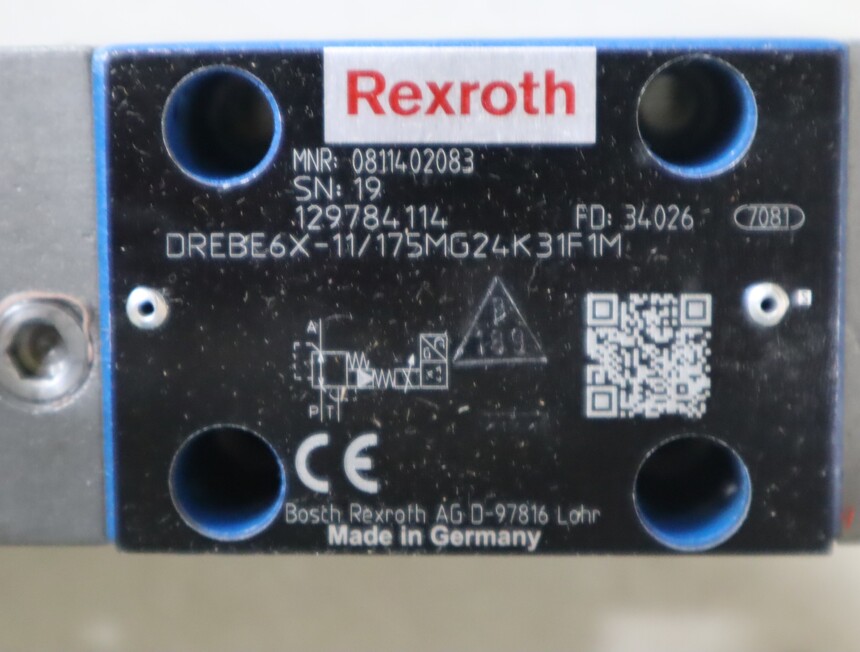 Rexroth
MNR: 0811402083
SN: 19
129784114
FD: 34026
7081
DREBE6X-11/175MG24K31F1M
A
P T
CE
Bosch Rexroth AG D-97816 Lohr
Made in Germany